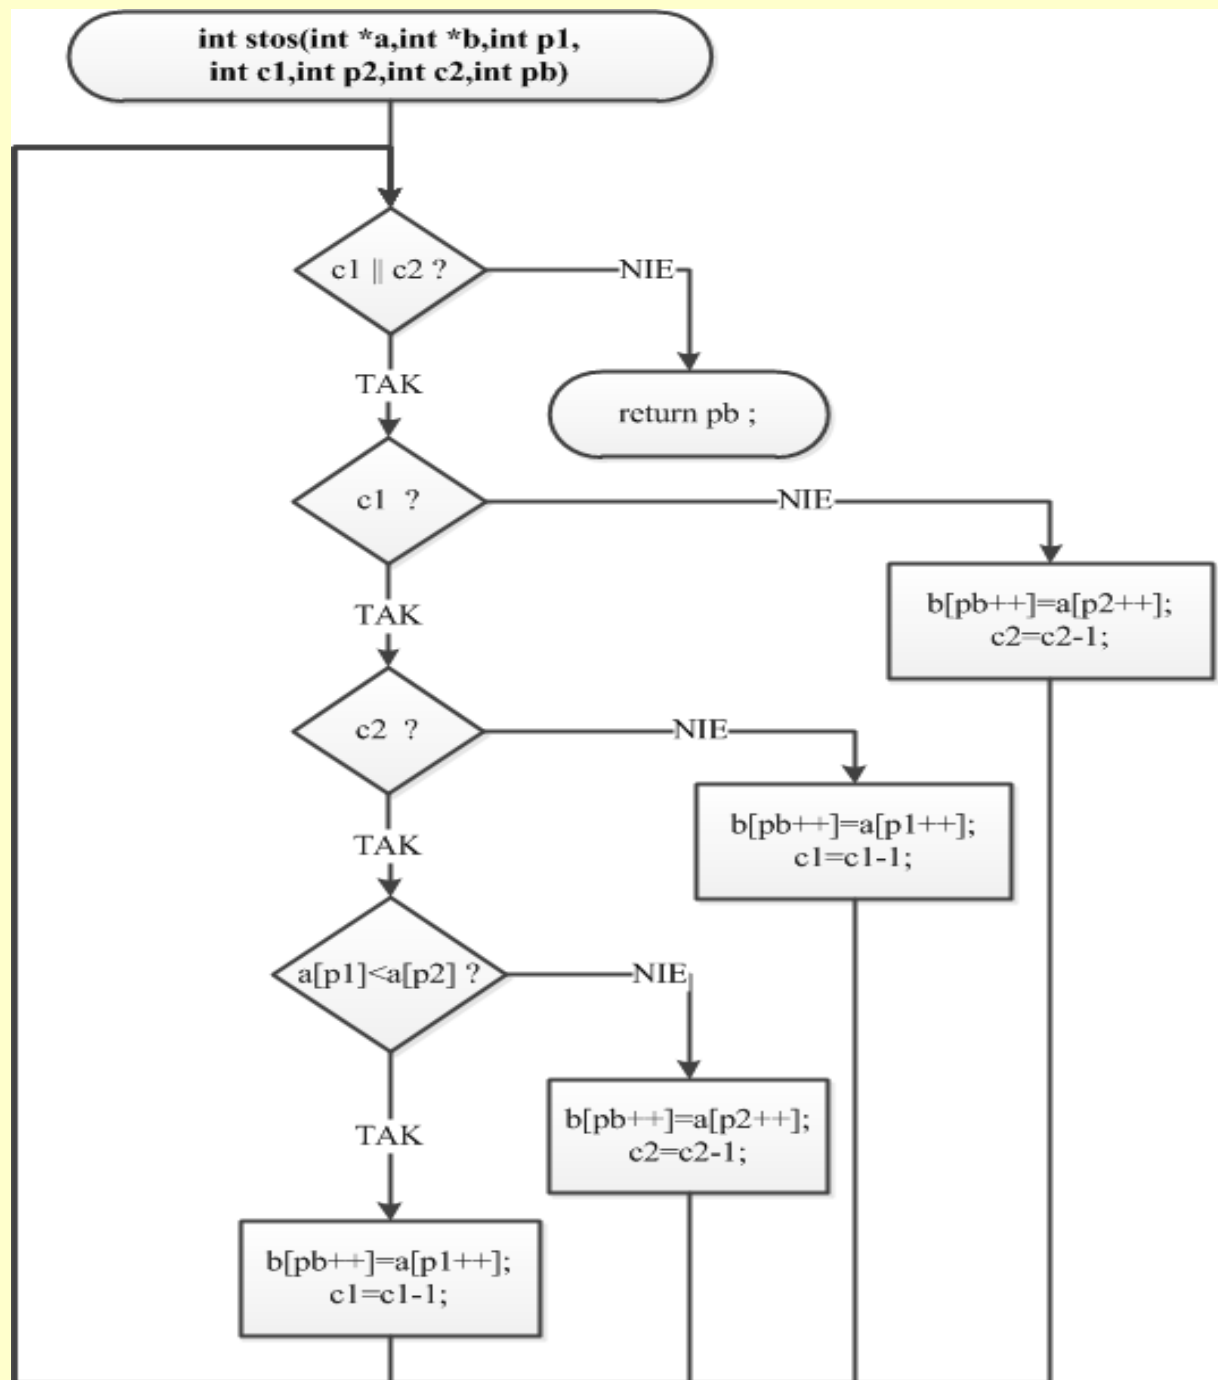 int stos(int *a,int *b,int p1,
int c1,int p2,int c2,int pb)
c1 || c2 ?
NIE
TAK
return pb ;
c1 ?
NIE
b[pb++]=a[p2++];
c2=c2-1;
TAK
c2 ?
NIE
b[pb++]=a[p1++];
c1=c1-1;
TAK
a[p1]<a[p2] ?
NIE
b[pb++]=a[p2++];
c2=c2-1;
TAK
b[pb++]=a[p1++];
c1=c1-1;